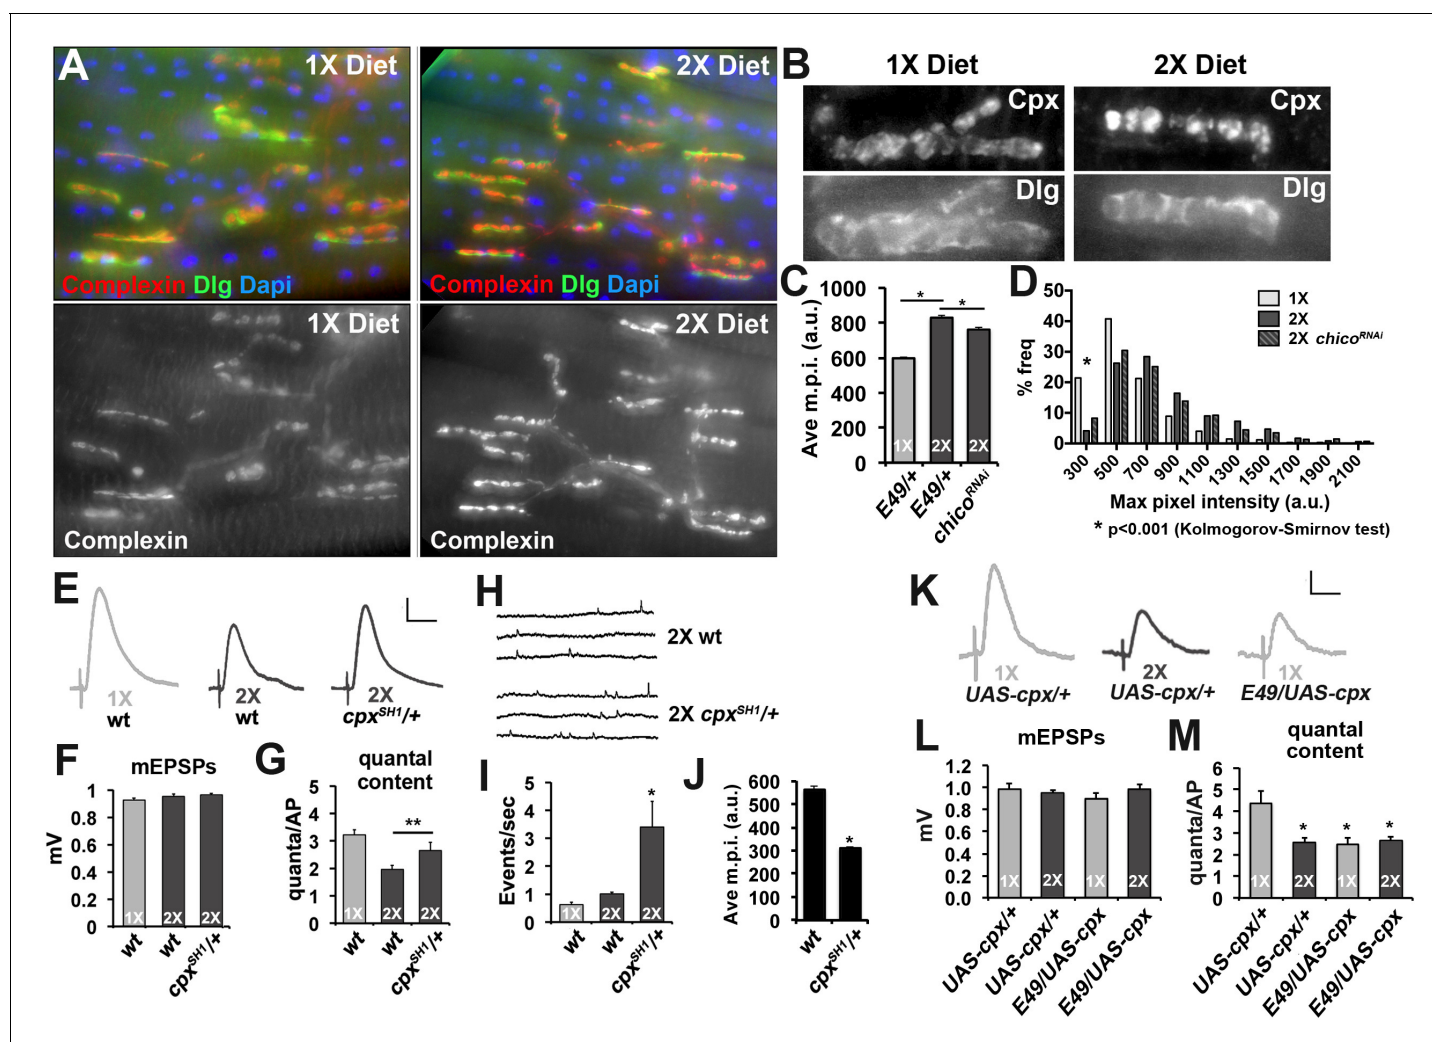 A
1X Diet
2X Diet
Complexin Dlg Dapi
Complexin Dlg Dapi
1X Diet
2X Diet
Complexin
Complexin
B
1X Diet
2X Diet
Cpx
Cpx
Dlg
Dlg
C
Ave m.p.i. (a.u.)
1000
800
600
400
200
0
*
*
1X
2X
2X
E49/+
E49/+
chico^RNAi
D
% freq
50
40
30
20
10
0
*
1X
2X
2X chico^RNAi
300
500
700
900
1100
1300
1500
1700
1900
2100
Max pixel intensity (a.u.)
* p<0.001 (Kolmogorov-Smirnov test)
E
1X
wt
2X
wt
2X
cpx^SH1/+
F
mEPSPs
mV
1
0.8
0.6
0.4
0.2
0
1X
2X
2X
wt
wt
cpx^SH1/+
G
quantal
content
quanta/AP
5
4
3
2
1
0
**
1X
2X
2X
wt
wt
cpx^SH1/+
H
2X wt
2X cpx^SH1/+
I
Events/sec
5
4
3
2
1
0
*
1X
2X
2X
wt
wt
cpx^SH1/+
J
Ave m.p.i. (a.u.)
600
500
400
300
200
100
0
*
wt
cpx^SH1/+
K
1X
UAS-cpx/+
2X
UAS-cpx/+
1X
E49/UAS-cpx
L
mEPSPs
mV
1.2
1.0
0.8
0.6
0.4
0.2
0.0
1X
2X
1X
2X
UAS-cpx/+
UAS-cpx/+
E49/UAS-cpx
E49/UAS-cpx
M
quantal
content
quanta/AP
6
5
4
3
2
1
0
*
*
*
1X
2X
1X
2X
UAS-cpx/+
UAS-cpx/+
E49/UAS-cpx
E49/UAS-cpx